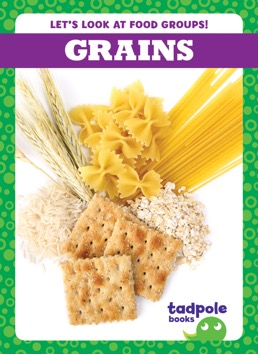 LET'S LOOK AT FOOD GROUPS!
GRAINS
tadpole
books